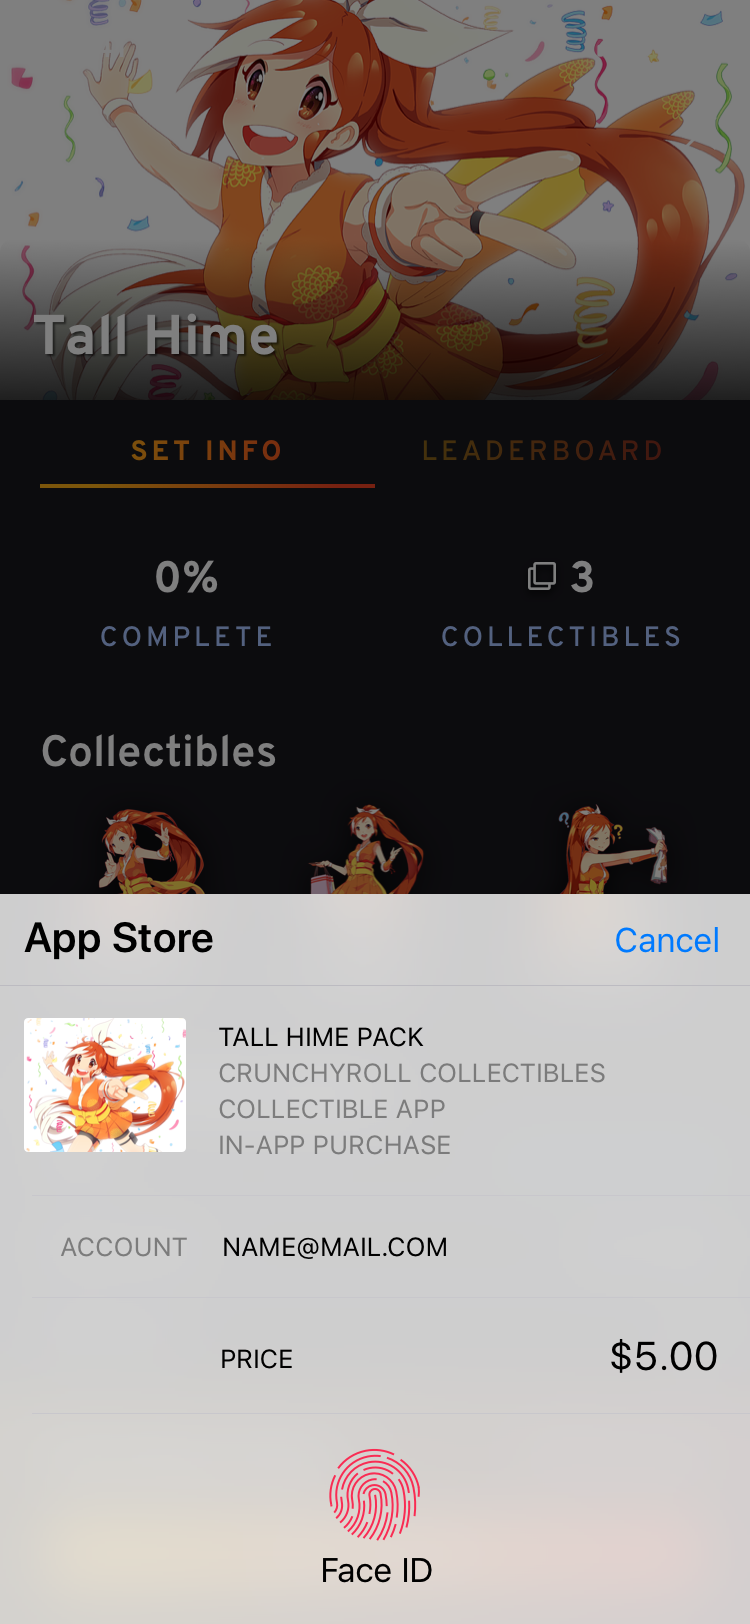 Tall Hime
SET INFO
LEADERBOARD
0%
3
COMPLETE
COLLECTIBLES
Collectibles
? ?
App Store
Cancel
TALL HIME PACK
CRUNCHYROLL COLLECTIBLES
COLLECTIBLE APP
IN-APP PURCHASE
ACCOUNT
NAME@MAIL.COM
PRICE
$5.00
Face ID